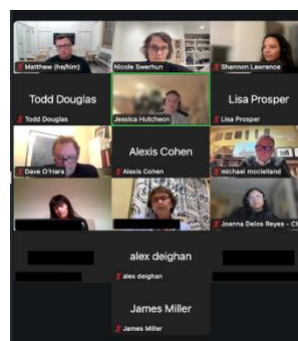 Matthew (he/him)
Nicole Swerhun
Shannon Lawrence
Todd Douglas
Todd Douglas
Jessica Hutcheon
Lisa Prosper
Lisa Prosper
Dave O'Hara
Alexis Cohen
Alexis Cohen
michael mcclelland
Joanna Delos Reyes - C
alex deighan
alex deighan
James Miller
James Miller